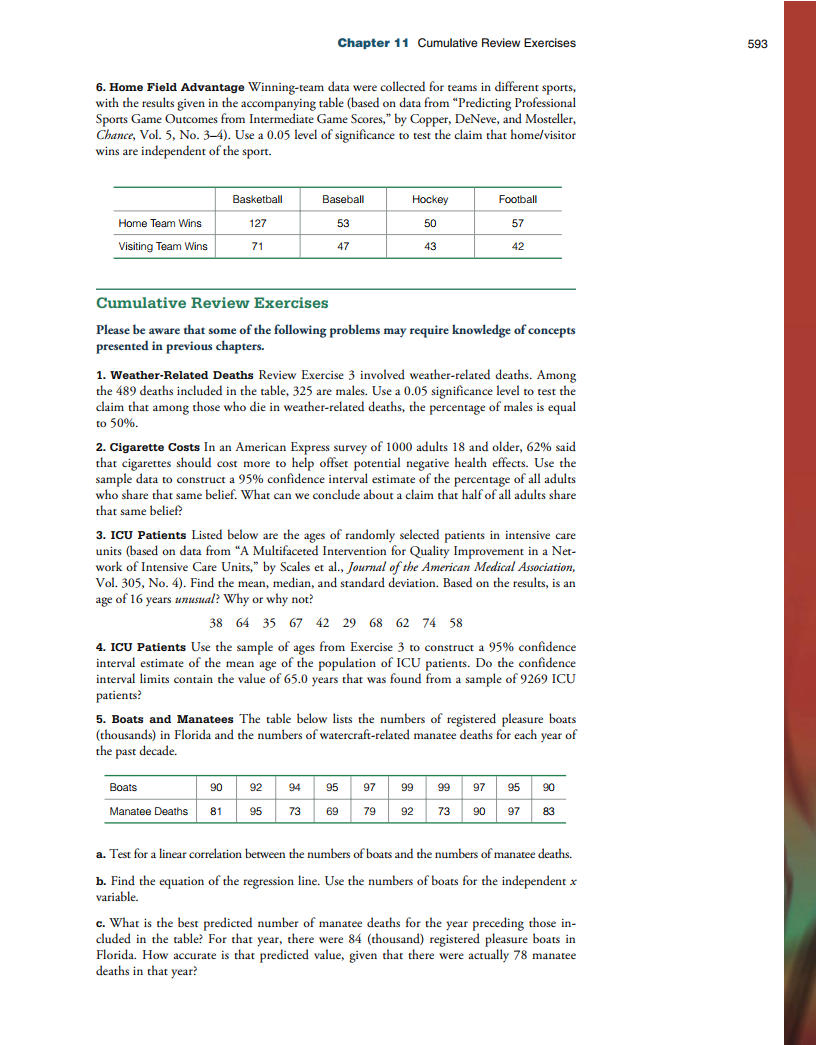 Chapter 11 Cumulative Review Exercises 593
6. Home Field Advantage Winning-team data were collected for teams in different sports,
with the results given in the accompanying table (based on data from “Predicting Professional
Sports Game Outcomes from Intermediate Game Scores,” by Copper, DeNeve, and Mosteller,
Chance, Vol. 5, No. 3–4). Use a 0.05 level of significance to test the claim that home/visitor
wins are independent of the sport.
Basketball Baseball Hockey Football
Home Team Wins 127 53 50 57
Visiting Team Wins 71 47 43 42
Cumulative Review Exercises
Please be aware that some of the following problems may require knowledge of concepts
presented in previous chapters.
1. Weather-Related Deaths Review Exercise 3 involved weather-related deaths. Among
the 489 deaths included in the table, 325 are males. Use a 0.05 significance level to test the
claim that among those who die in weather-related deaths, the percentage of males is equal
to 50%.
2. Cigarette Costs In an American Express survey of 1000 adults 18 and older, 62% said
that cigarettes should cost more to help offset potential negative health effects. Use the
sample data to construct a 95% confidence interval estimate of the percentage of all adults
who share that same belief. What can we conclude about a claim that half of all adults share
that same belief?
3. ICU Patients Listed below are the ages of randomly selected patients in intensive care
units (based on data from “A Multifaceted Intervention for Quality Improvement in a Net-
work of Intensive Care Units,” by Scales et al., Journal of the American Medical Association,
Vol. 305, No. 4). Find the mean, median, and standard deviation. Based on the results, is an
age of 16 years unusual? Why or why not?
38 64 35 67 42 29 68 62 74 58
4. ICU Patients Use the sample of ages from Exercise 3 to construct a 95% confidence
interval estimate of the mean age of the population of ICU patients. Do the confidence
interval limits contain the value of 65.0 years that was found from a sample of 9269 ICU
patients?
5. Boats and Manatees The table below lists the numbers of registered pleasure boats
(thousands) in Florida and the numbers of watercraft-related manatee deaths for each year of
the past decade.
Boats 90 92 94 95 97 99 99 97 95 90
Manatee Deaths 81 95 73 69 79 92 73 90 97 83
a. Test for a linear correlation between the numbers of boats and the numbers of manatee deaths.
b. Find the equation of the regression line. Use the numbers of boats for the independent x
variable.
c. What is the best predicted number of manatee deaths for the year preceding those in-
cluded in the table? For that year, there were 84 (thousand) registered pleasure boats in
Florida. How accurate is that predicted value, given that there were actually 78 manatee
deaths in that year?